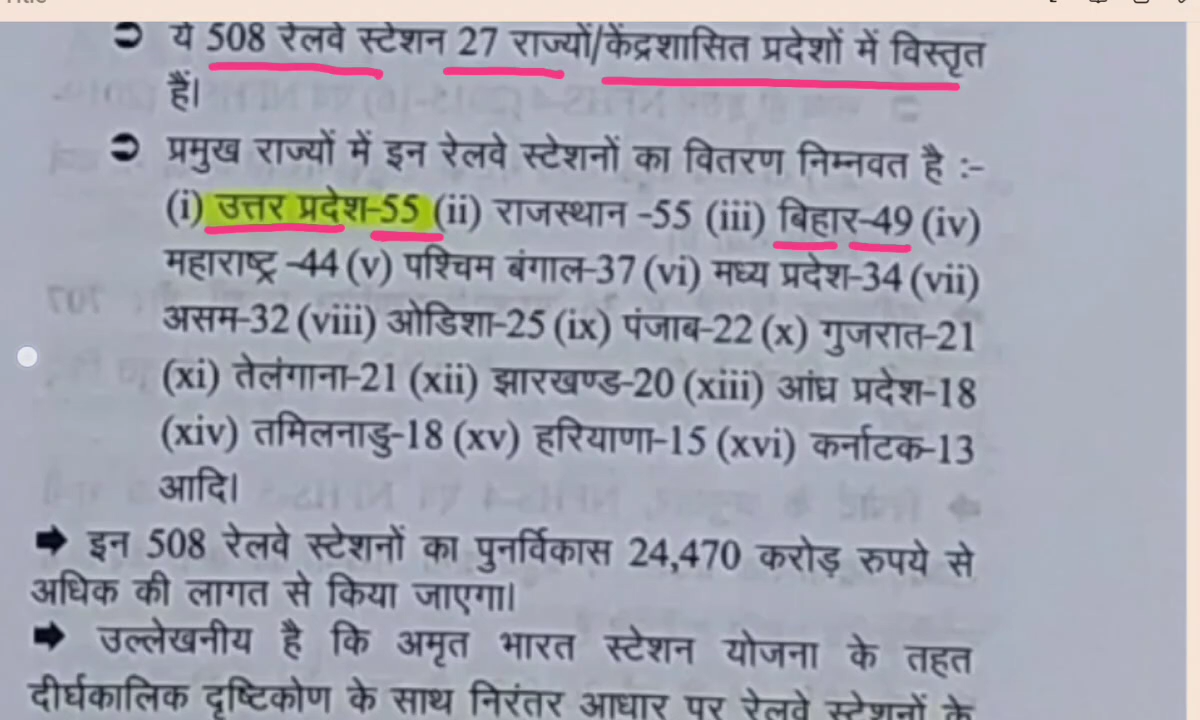 ➲ ये 508 रेलवे स्टेशन 27 राज्यों/केंद्रशासित प्रदेशों में विस्तृत
हैं।
➲ प्रमुख राज्यों में इन रेलवे स्टेशनों का वितरण निम्नवत है :-
(i) उत्तर प्रदेश-55 (ii) राजस्थान -55 (iii) बिहार-49 (iv)
महाराष्ट्र -44 (v) पश्चिम बंगाल-37 (vi) मध्य प्रदेश-34 (vii)
असम-32 (viii) ओडिशा-25 (ix) पंजाब-22 (x) गुजरात-21
(xi) तेलंगाना-21 (xii) झारखण्ड-20 (xiii) आंध्र प्रदेश-18
(xiv) तमिलनाडु-18 (xv) हरियाणा-15 (xvi) कर्नाटक-13
आदि।
➡ इन 508 रेलवे स्टेशनों का पुनर्विकास 24,470 करोड़ रुपये से
अधिक की लागत से किया जाएगा।
➡ उल्लेखनीय है कि अमृत भारत स्टेशन योजना के तहत
दीर्घकालिक दृष्टिकोण के साथ निरंतर आधार पर रेलवे स्टेशनों के